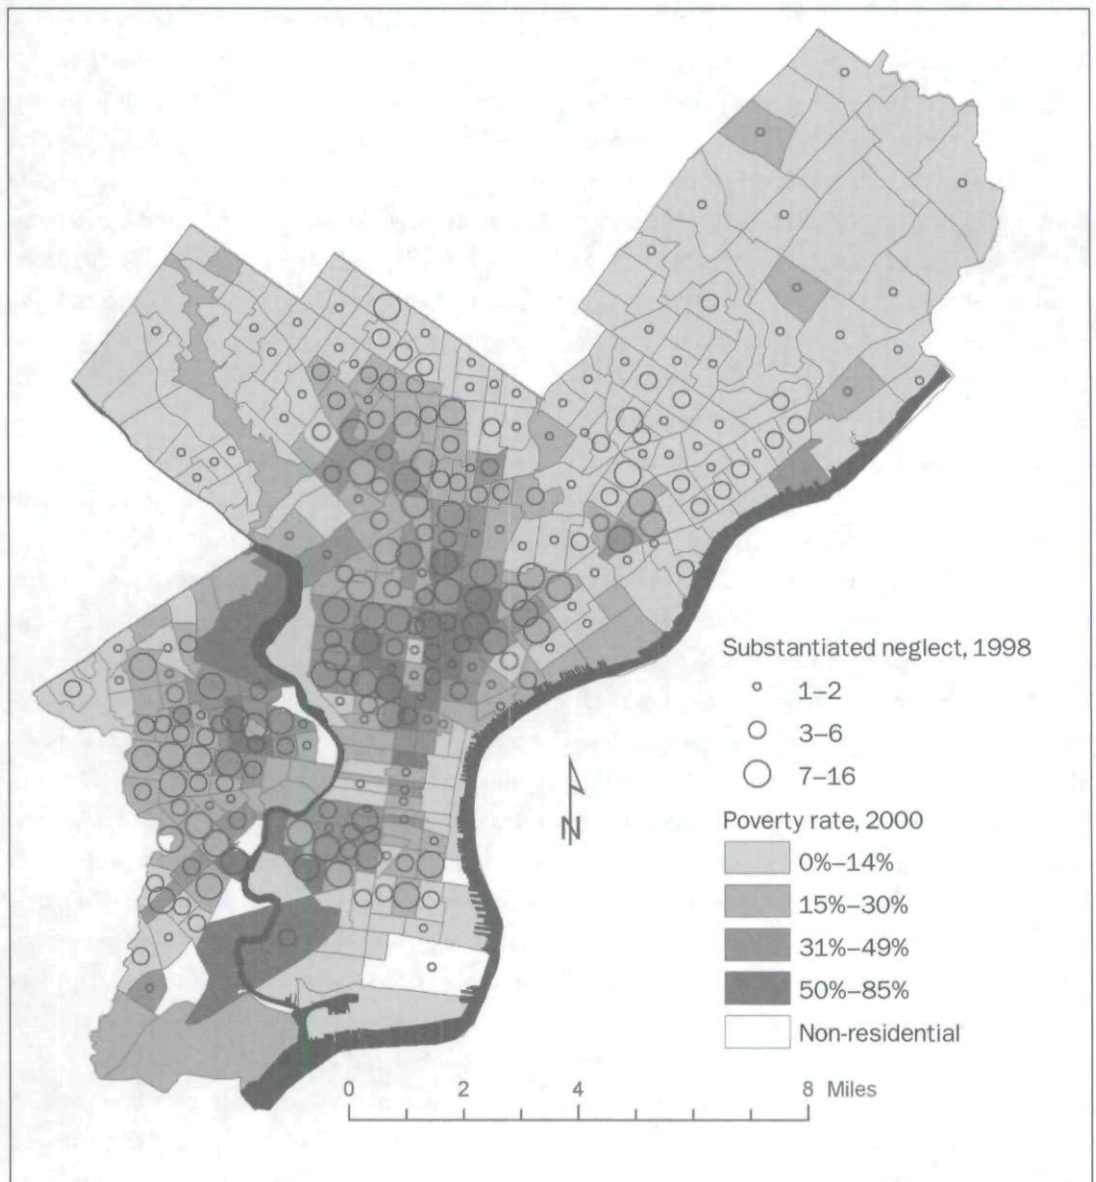 Substantiated neglect, 1998
1–2
3–6
7–16
N
Poverty rate, 2000
0%–14%
15%–30%
31%–49%
50%–85%
Non-residential
0 2 4 8 Miles